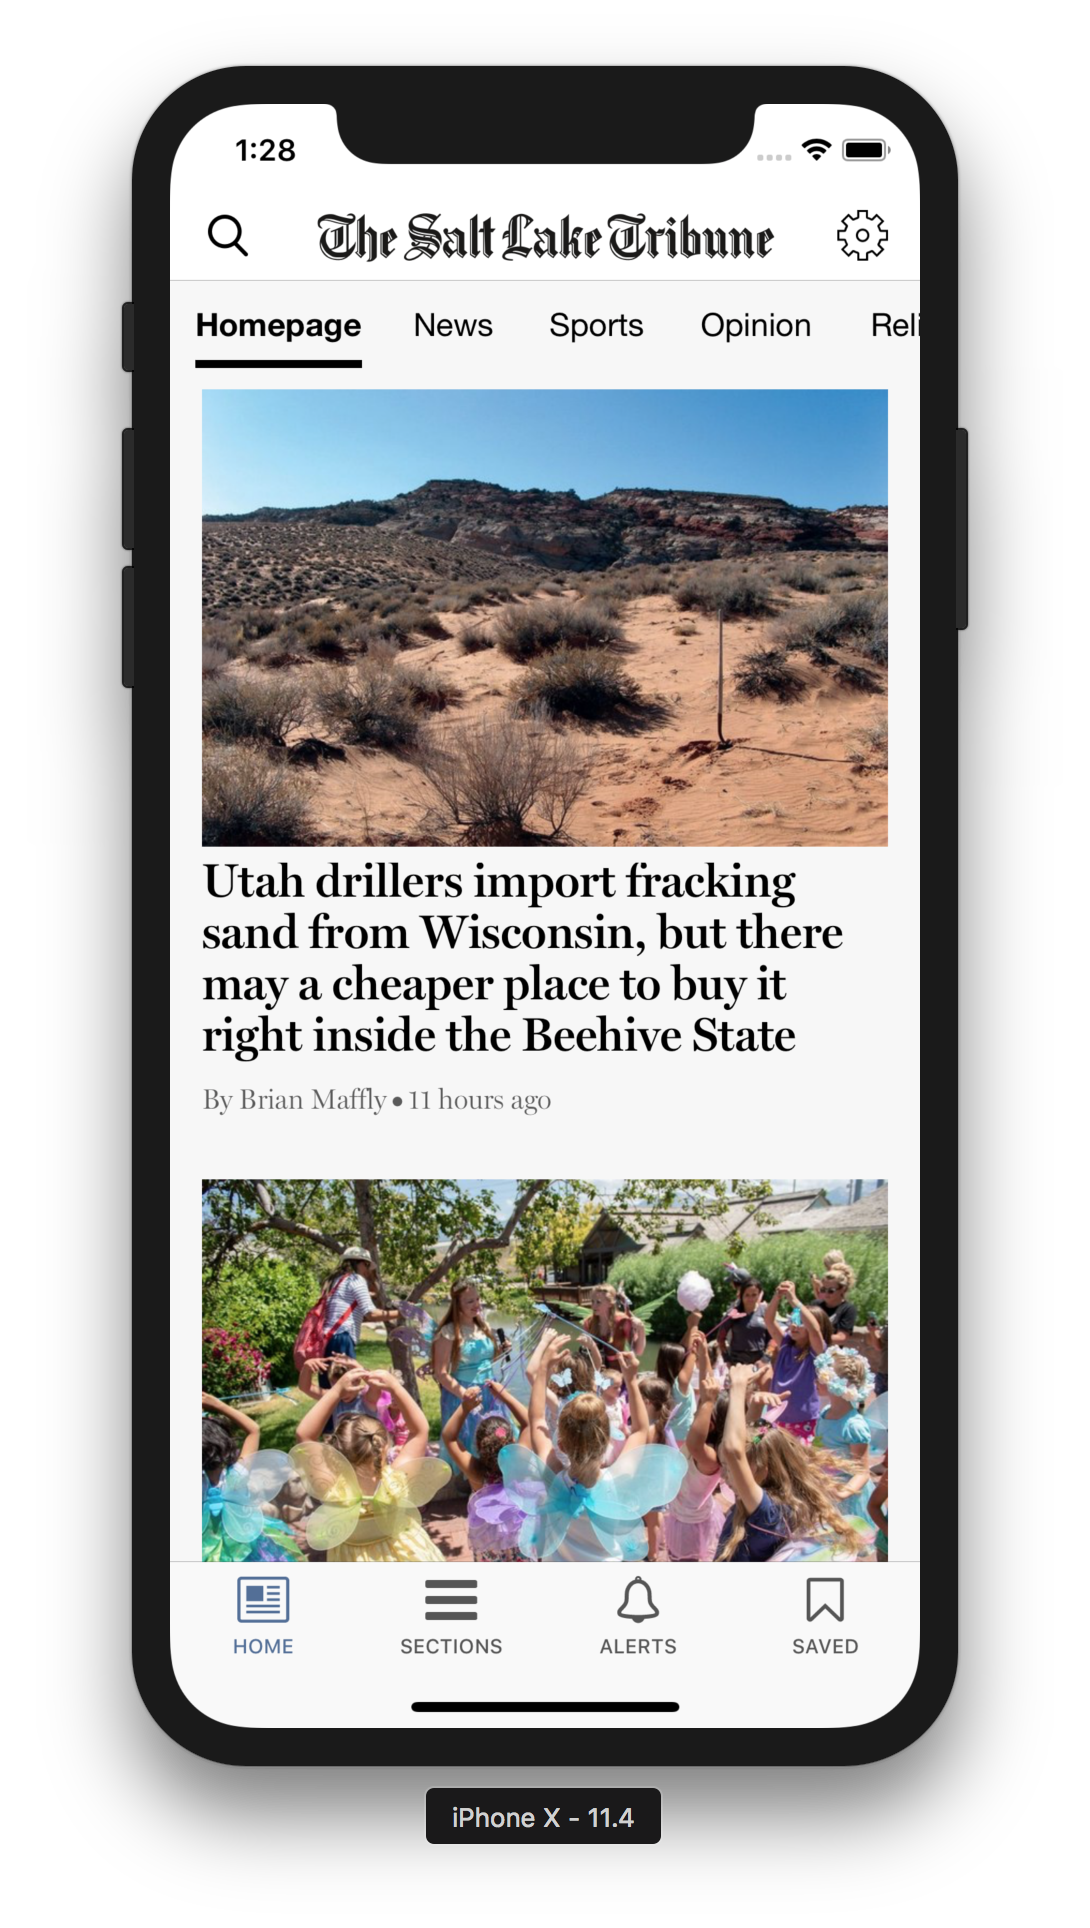 1:28
The Salt Lake Tribune
Homepage News Sports Opinion Reli
Utah drillers import fracking
sand from Wisconsin, but there
may a cheaper place to buy it
right inside the Beehive State
By Brian Maffly • 11 hours ago
HOME SECTIONS ALERTS SAVED
iPhone X - 11.4